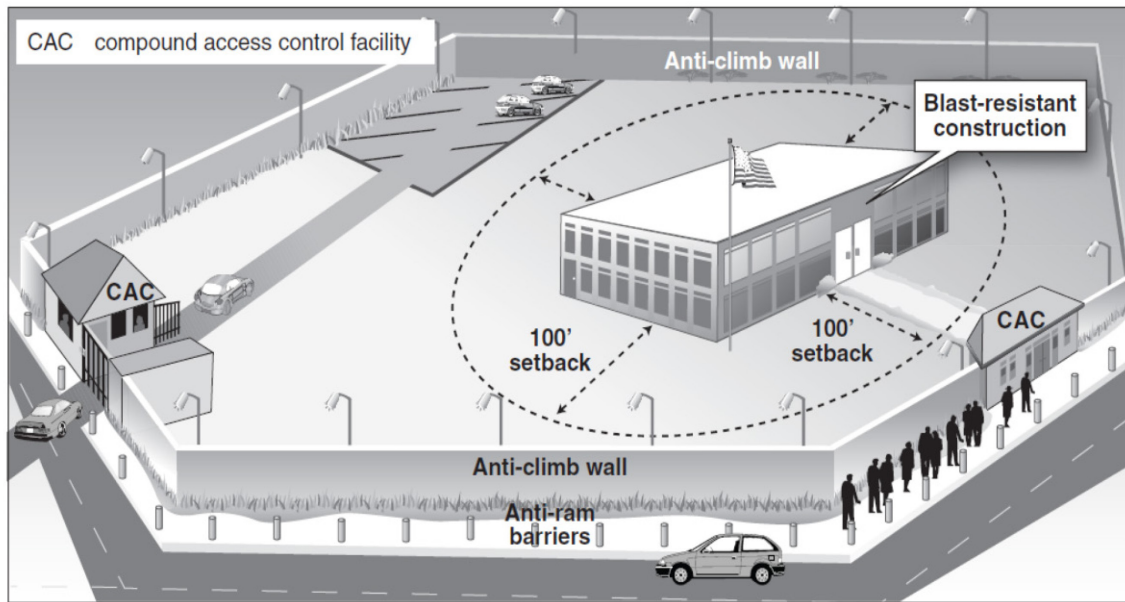 CAC compound access control facility
Anti-climb wall
Blast-resistant
construction
CAC
100'
setback
100'
setback
CAC
Anti-climb wall
Anti-ram
barriers